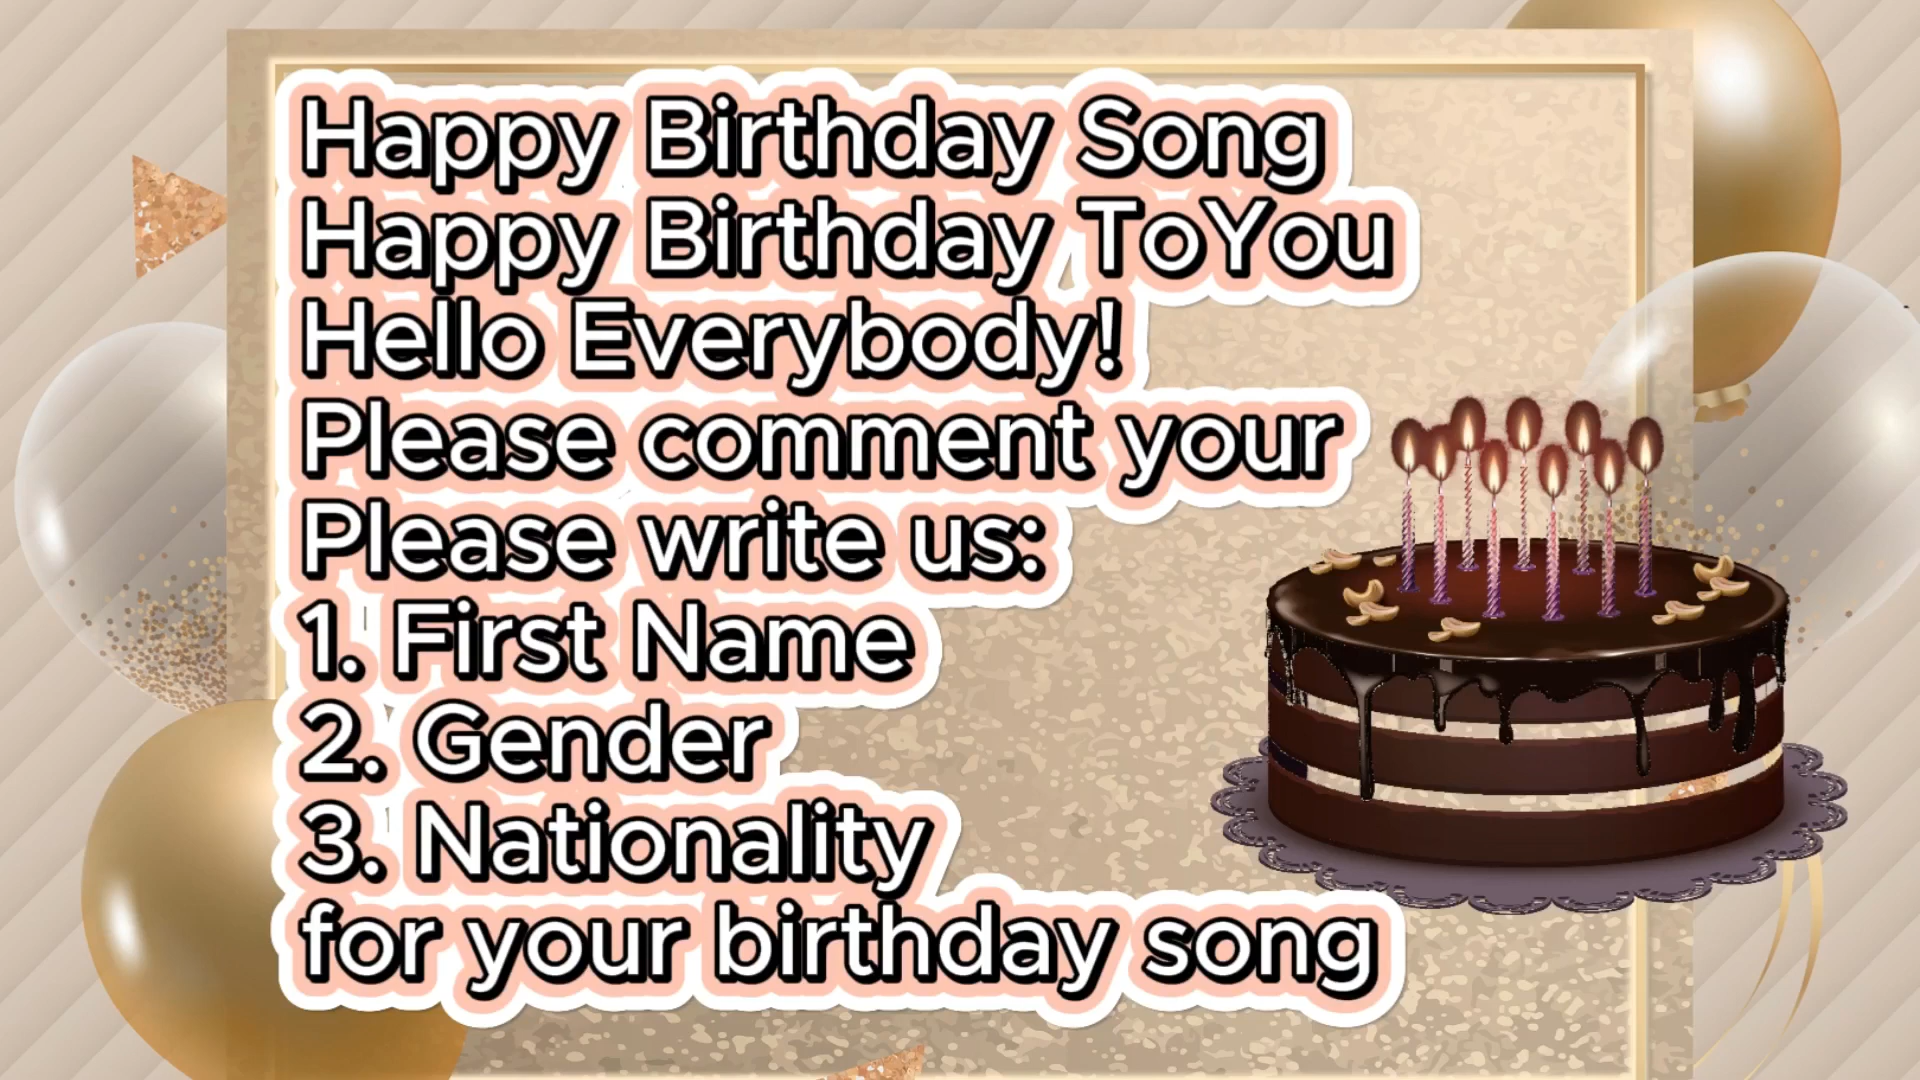 Happy Birthday Song
Happy Birthday ToYou
Hello Everybody!
Please comment your
Please write us:
1. First Name
2. Gender
3. Nationality
for your birthday song